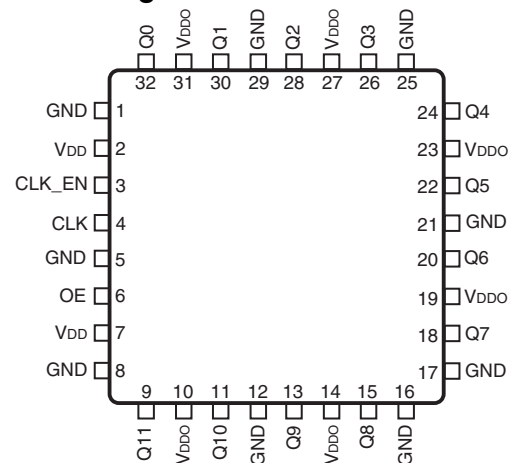 Q0 VDDO Q1 GND Q2 VDDO Q3 GND
32 31 30 29 28 27 26 25
GND 1 24 Q4
VDD 2 23 VDDO
CLK_EN 3 22 Q5
CLK 4 21 GND
GND 5 20 Q6
OE 6 19 VDDO
VDD 7 18 Q7
GND 8 17 GND
9 10 11 12 13 14 15 16
Q11 VDDO Q10 GND Q9 VDDO Q8 GND